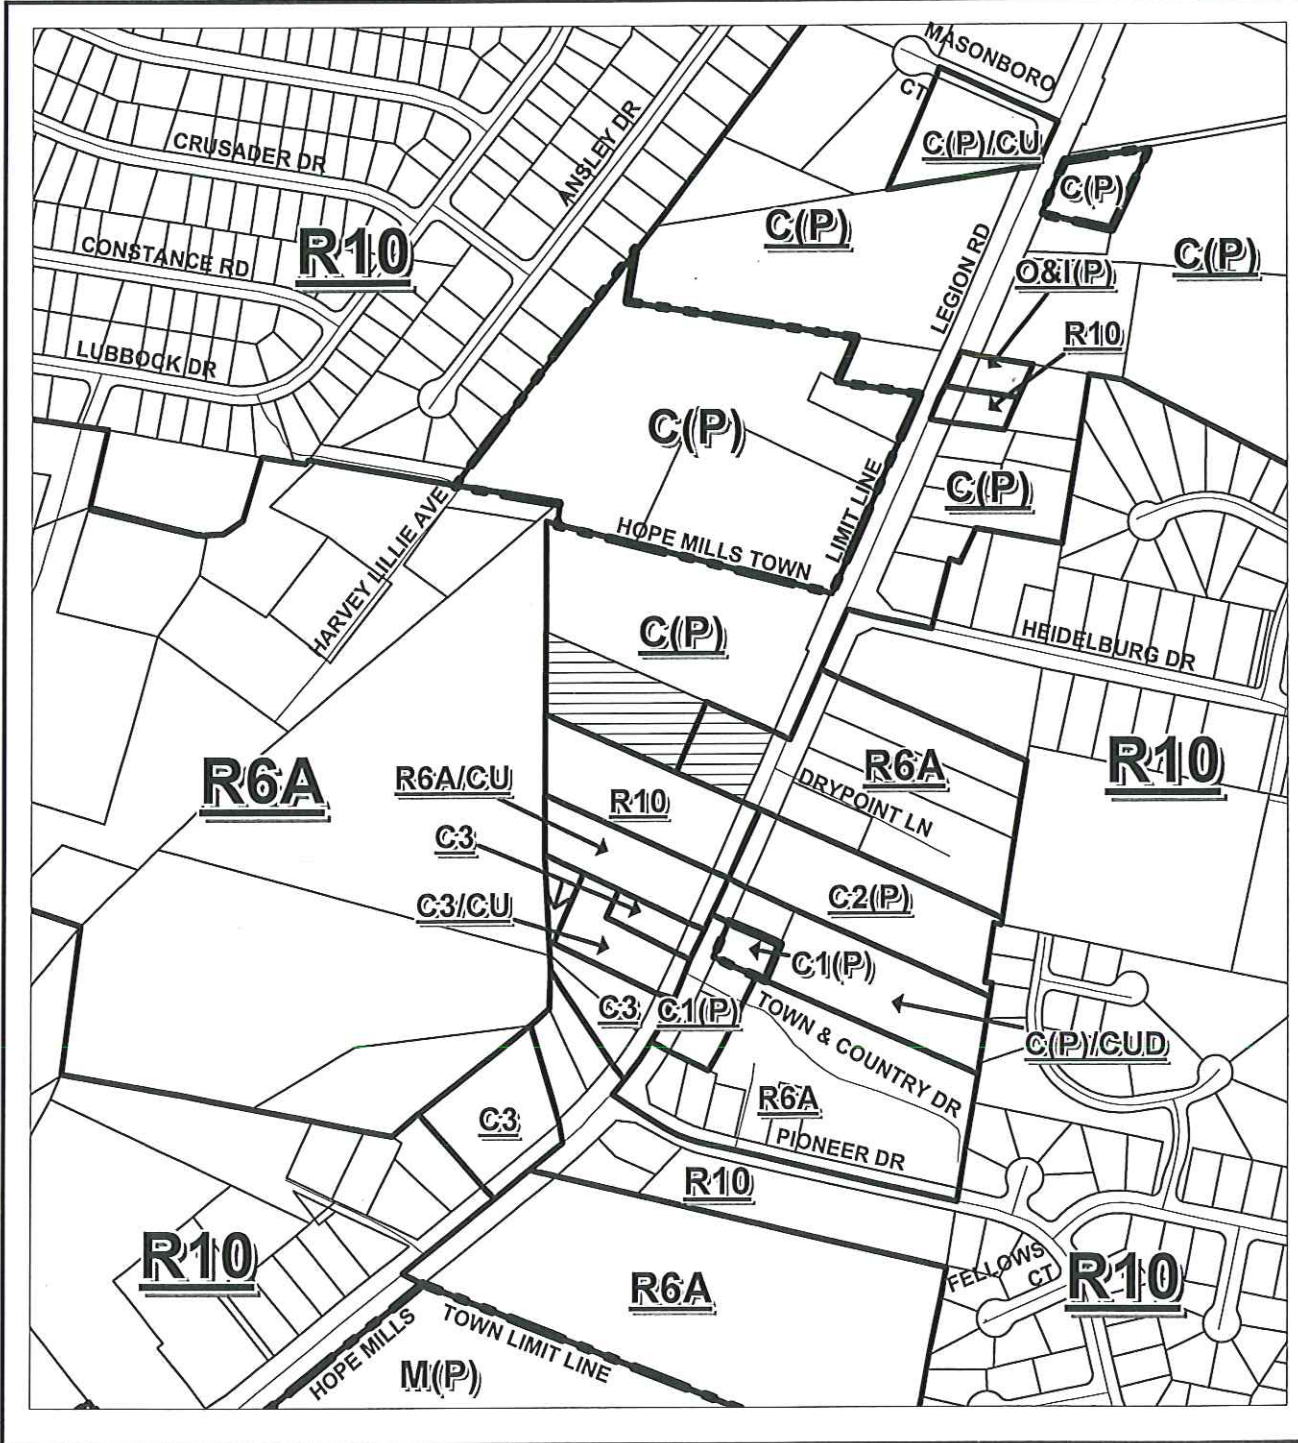 MASONBORO
CT
CRUSADER DR
ANSLEY DR
C(P)/CU
C(P)
C(P)
CONSTANCE RD
R10
LEGION RD
C(P)
O&I(P)
R10
LUBBOCK DR
C(P)
C(P)
LIMIT LINE
HOPE MILLS TOWN
HARVEY LILLIE AVE
C(P)
HEIDELBURG DR
R6A
R6A/CU
R10
R6A
R10
DRYPOINT LN
C3
C3/CU
C2(P)
C1(P)
C3
C1(P)
TOWN & COUNTRY DR
C(P)/CUD
C3
R6A
PIONEER DR
R10
R10
R6A
FELLOWS
CT
R10
HOPE MILLS
TOWN LIMIT LINE
M(P)